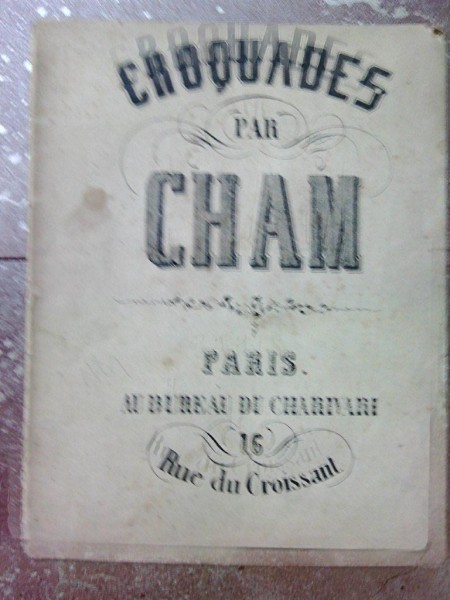 CROQUADES
PAR
CHAM
PARIS.
AU BUREAU DU CHARIVARI
16
Rue du Croissant